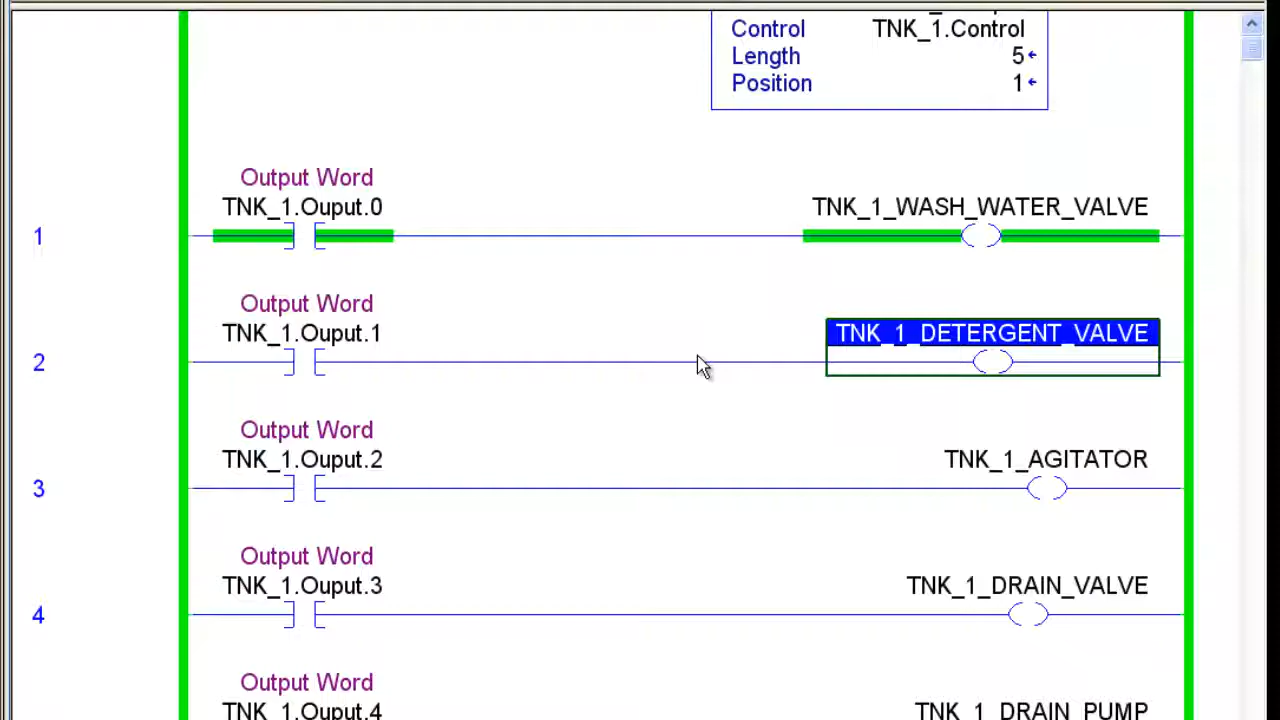 Control TNK_1.Control
Length 5
Position 1
Output Word
TNK_1.Ouput.0 TNK_1_WASH_WATER_VALVE
1
Output Word
TNK_1.Ouput.1 TNK_1_DETERGENT_VALVE
2
Output Word
TNK_1.Ouput.2 TNK_1_AGITATOR
3
Output Word
TNK_1.Ouput.3 TNK_1_DRAIN_VALVE
4
Output Word
TNK_1.Ouput.4 TNK_1_DRAIN_PUMP